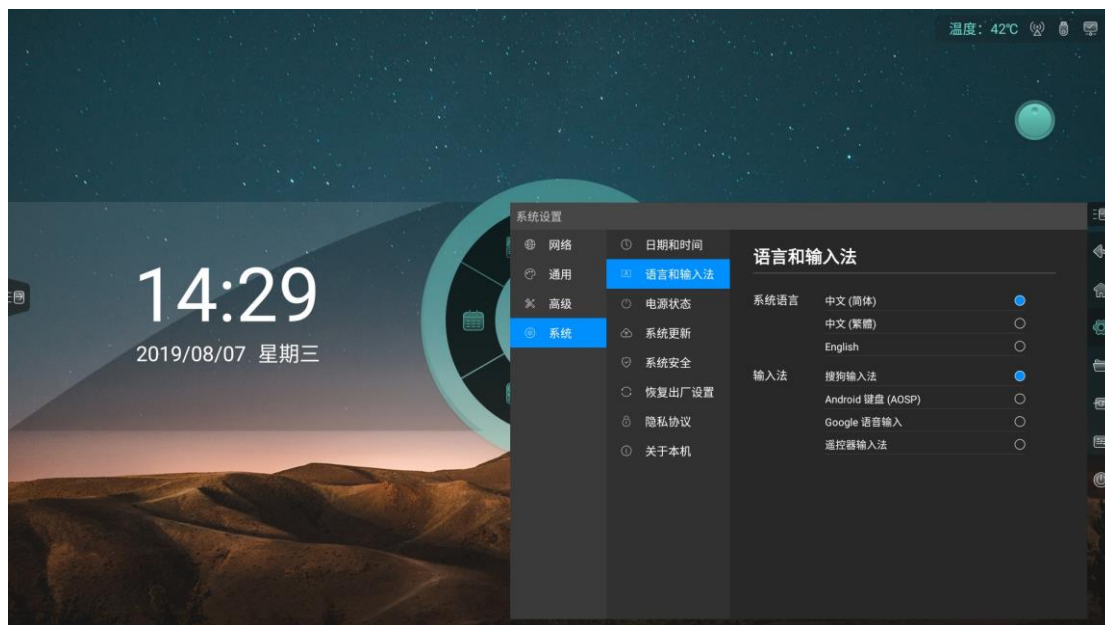 温度：42℃
14:29
2019/08/07 星期三
系统设置
网络
通用
高级
系统
日期和时间
语言和输入法
电源状态
系统更新
系统安全
恢复出厂设置
隐私协议
关于本机
语言和输入法
系统语言
中文 (简体)
中文 (繁體)
English
输入法
搜狗输入法
Android 键盘 (AOSP)
Google 语音输入
遥控器输入法